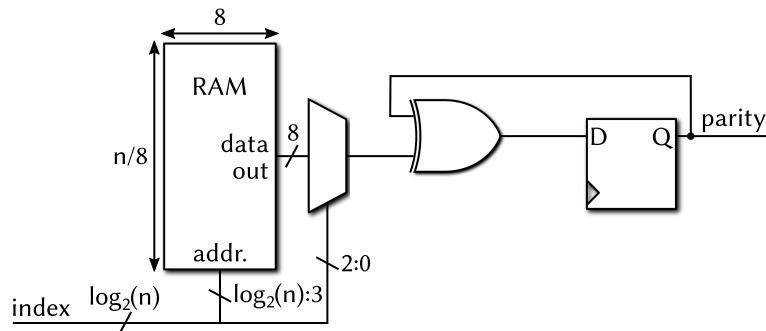 8
RAM
n/8
data
out
8
addr.
2:0
log₂(n)
log₂(n):3
index
D
Q
parity